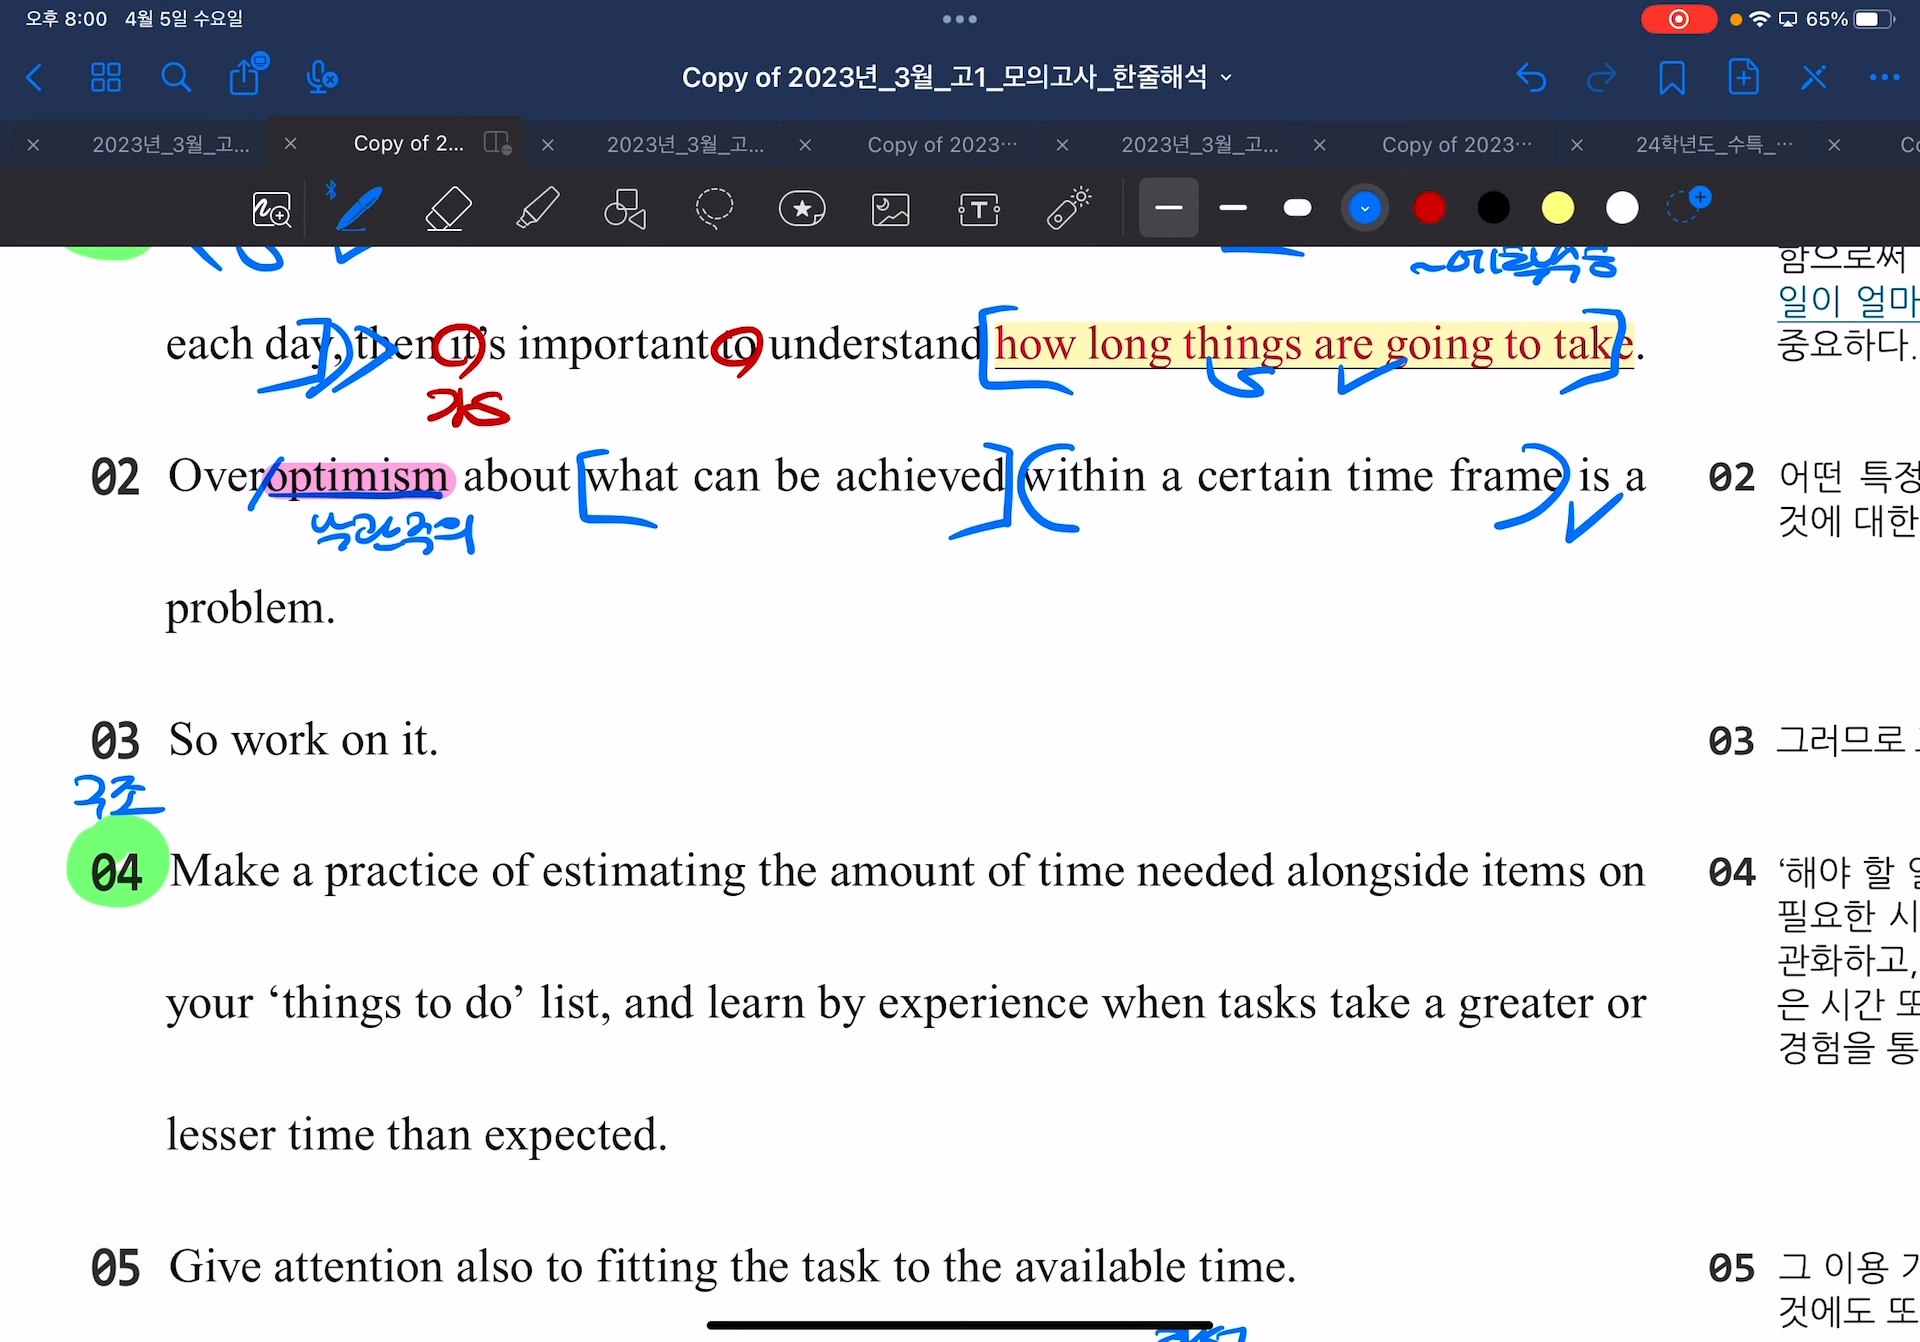 오후 8:00 4월 5일 수요일
65%
Copy of 2023년_3월_고1_모의고사_한줄해석
2023년_3월_고...
Copy of 2...
2023년_3월_고...
Copy of 2023...
2023년_3월_고...
Copy of 2023...
24학년도_수특_...
Co
each day, then it's important to understand how long things are going to take.
가S
02 Overoptimism about what can be achieved within a certain time frame is a
낙관주의
problem.
03 So work on it.
구조
04 Make a practice of estimating the amount of time needed alongside items on
your ‘things to do’ list, and learn by experience when tasks take a greater or
lesser time than expected.
05 Give attention also to fitting the task to the available time.
함으로써
일이 얼마
중요하다.
02 어떤 특정
것에 대한
03 그러므로
04 ‘해야 할
필요한 시
관화하고,
은 시간 또
경험을 통
05 그 이용
것에도 또